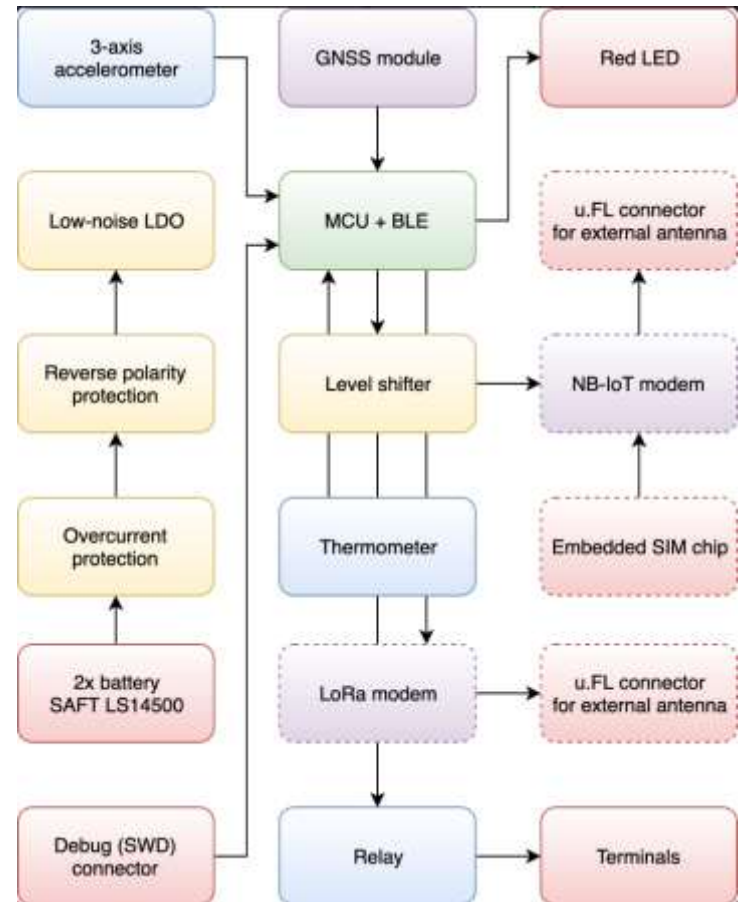 3-axis
accelerometer
GNSS module
Red LED
Low-noise LDO
MCU + BLE
u.FL connector
for external antenna
Reverse polarity
protection
Level shifter
NB-IoT modem
Overcurrent
protection
Thermometer
Embedded SIM chip
2x battery
SAFT LS14500
LoRa modem
u.FL connector
for external antenna
Debug (SWD)
connector
Relay
Terminals